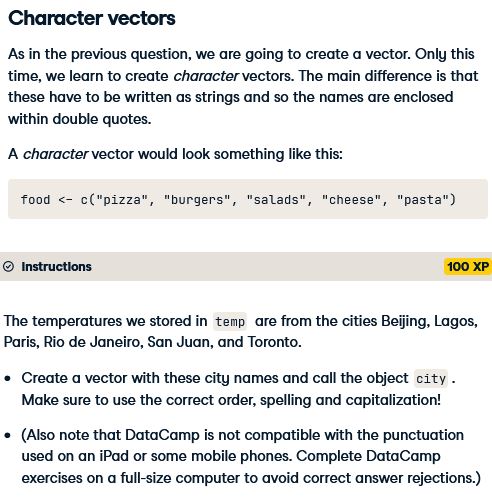 Character vectors
As in the previous question, we are going to create a vector. Only this
time, we learn to create character vectors. The main difference is that
these have to be written as strings and so the names are enclosed
within double quotes.
A character vector would look something like this:
food <- c("pizza", "burgers", "salads", "cheese", "pasta")
Instructions
100 XP
The temperatures we stored in temp are from the cities Beijing, Lagos,
Paris, Rio de Janeiro, San Juan, and Toronto.
• Create a vector with these city names and call the object city .
Make sure to use the correct order, spelling and capitalization!
• (Also note that DataCamp is not compatible with the punctuation
used on an iPad or some mobile phones. Complete DataCamp
exercises on a full-size computer to avoid correct answer rejections.)